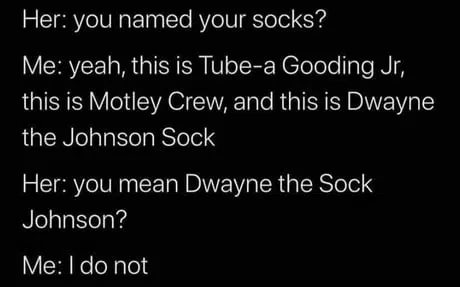 Her: you named your socks?
Me: yeah, this is Tube-a Gooding Jr,
this is Motley Crew, and this is Dwayne
the Johnson Sock
Her: you mean Dwayne the Sock
Johnson?
Me: I do not